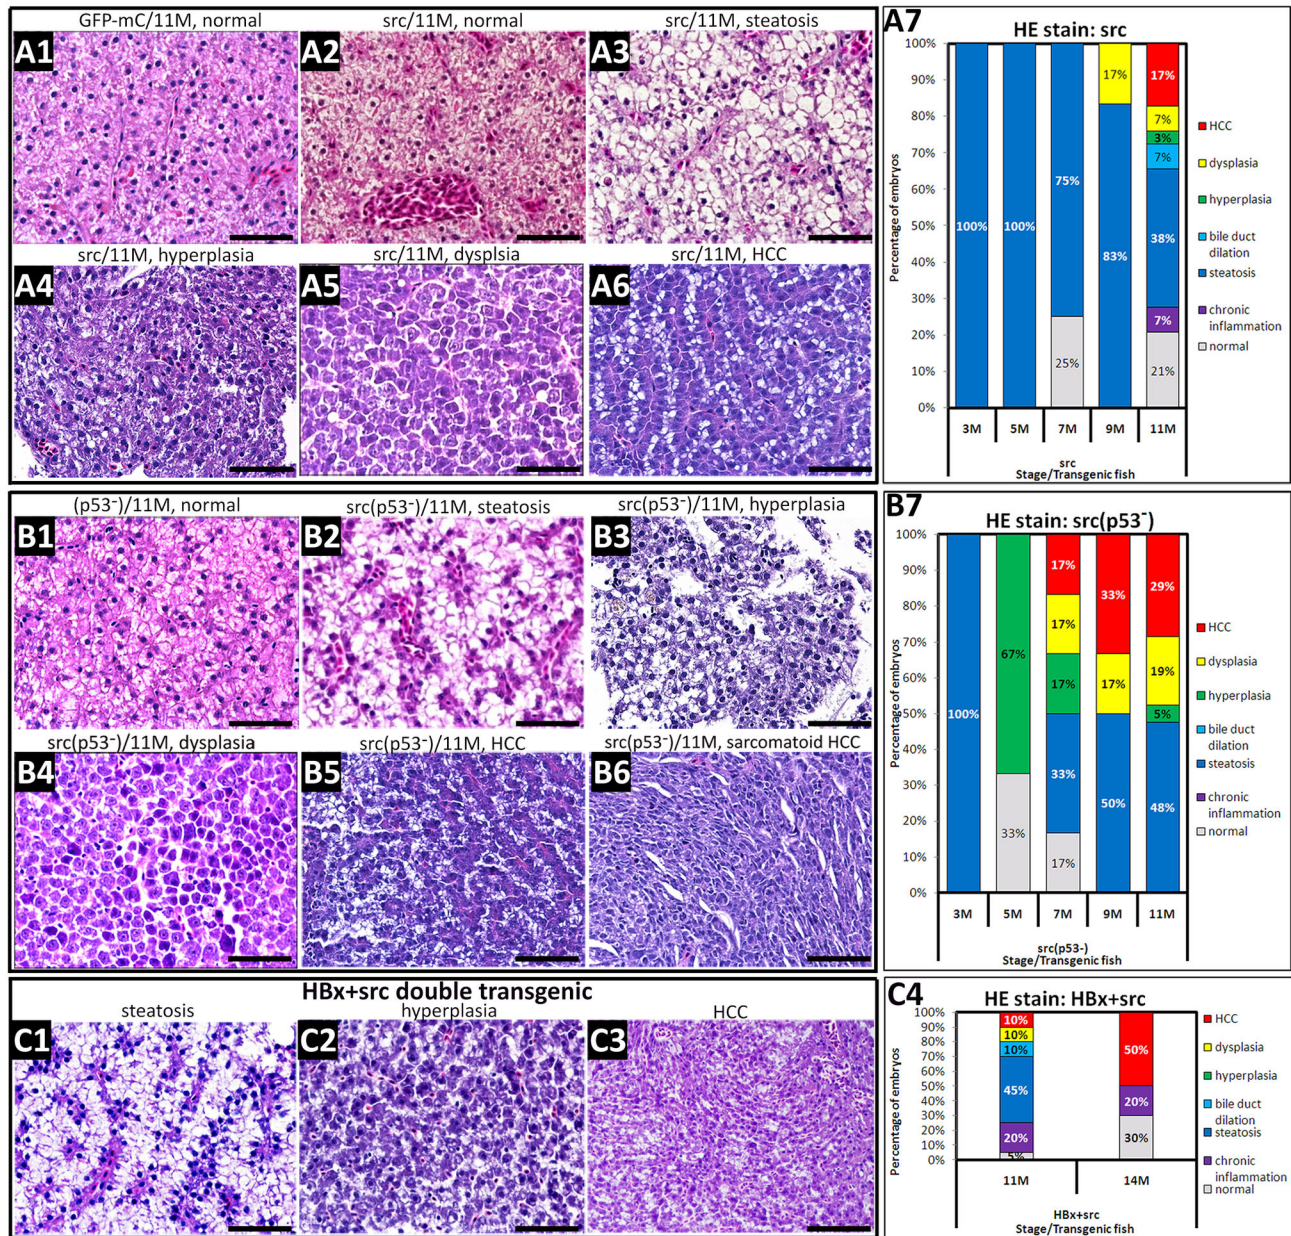 GFP-mC/11M, normal
src/11M, normal
src/11M, steatosis
A1
A2
A3
src/11M, hyperplasia
src/11M, dysplsia
src/11M, HCC
A4
A5
A6
A7
HE stain: src
Percentage of embryos
100%
90%
80%
70%
60%
50%
40%
30%
20%
10%
0%
100%
100%
75%
25%
17%
83%
17%
7%
3%
7%
38%
7%
21%
3M
5M
7M
9M
11M
src
Stage/Transgenic fish
HCC
dysplasia
hyperplasia
bile duct
dilation
steatosis
chronic
inflammation
normal
(p53⁻)/11M, normal
src(p53⁻)/11M, steatosis
src(p53⁻)/11M, hyperplasia
B1
B2
B3
src(p53⁻)/11M, dysplasia
src(p53⁻)/11M, HCC
src(p53⁻)/11M, sarcomatoid HCC
B4
B5
B6
B7
HE stain: src(p53⁻)
Percentage of embryos
100%
90%
80%
70%
60%
50%
40%
30%
20%
10%
0%
100%
67%
33%
17%
17%
17%
33%
17%
33%
17%
50%
29%
19%
5%
48%
3M
5M
7M
9M
11M
src(p53-)
Stage/Transgenic fish
HCC
dysplasia
hyperplasia
bile duct
dilation
steatosis
chronic
inflammation
normal
HBx+src double transgenic
steatosis
hyperplasia
HCC
C1
C2
C3
C4
HE stain: HBx+src
Percentage of embryos
100%
90%
80%
70%
60%
50%
40%
30%
20%
10%
0%
10%
10%
10%
45%
20%
5%
50%
20%
30%
11M
14M
HBx+src
Stage/Transgenic fish
HCC
dysplasia
hyperplasia
bile duct
dilation
steatosis
chronic
inflammation
normal